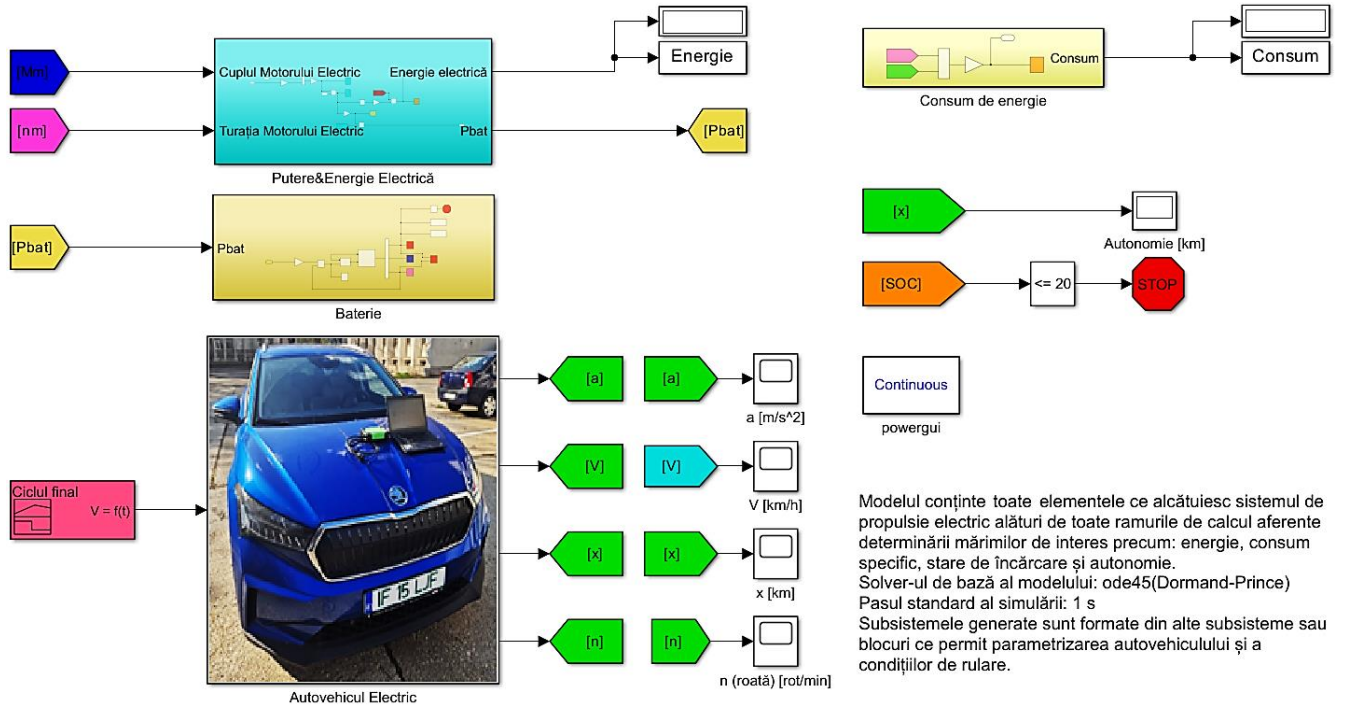 Energie
Consum
[Mm]
Cuplul Motorului Electric
Energie electrică
Consum
Consum de energie
[nm]
Turația Motorului Electric
Pbat
[Pbat]
Putere&Energie Electrică
[Pbat]
Pbat
Baterie
[x]
Autonomie [km]
[SOC]
<= 20
STOP
[a]
[a]
a [m/s^2]
Continuous
powergui
[V]
[V]
V [km/h]
Ciclul final
V = f(t)
[x]
[x]
x [km]
IF 15 LJF
[n]
[n]
n (roată) [rot/min]
Autovehicul Electric
Modelul conținte toate elementele ce alcătuiesc sistemul de
propulsie electric alături de toate ramurile de calcul aferente
determinării mărimilor de interes precum: energie, consum
specific, stare de încărcare și autonomie.
Solver-ul de bază al modelului: ode45(Dormand-Prince)
Pasul standard al simulării: 1 s
Subsistemele generate sunt formate din alte subsisteme sau
blocuri ce permit parametrizarea autovehiculului și a
condițiilor de rulare.